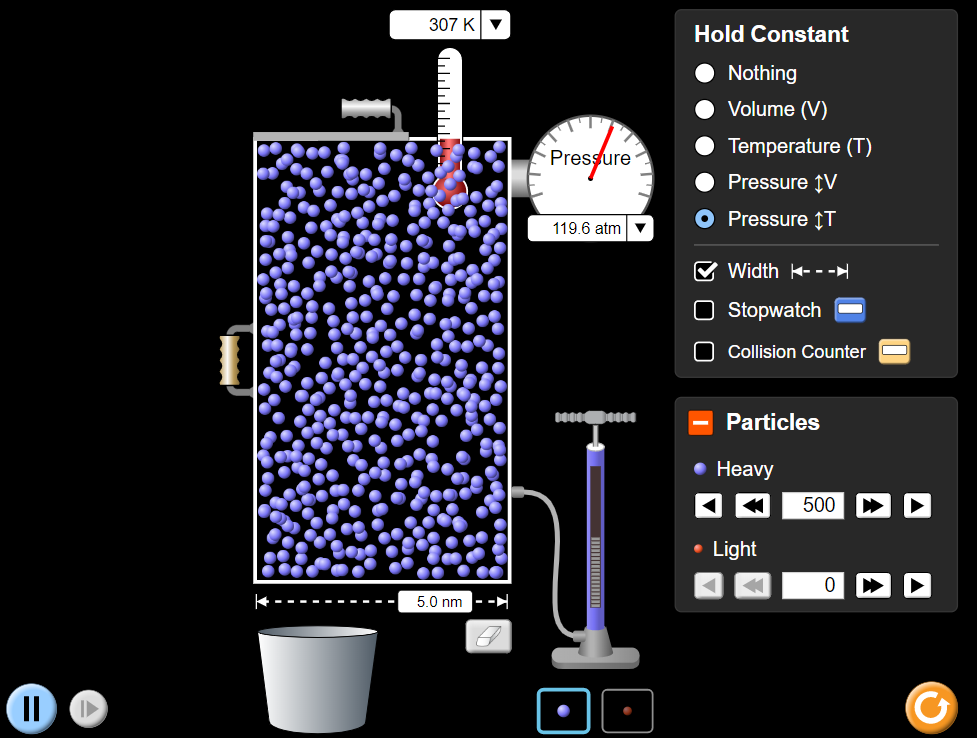 307 K
Pressure
119.6 atm
5.0 nm
Hold Constant
Nothing
Volume (V)
Temperature (T)
Pressure ↕V
Pressure ↕T
Width
Stopwatch
Collision Counter
Particles
Heavy
500
Light
0